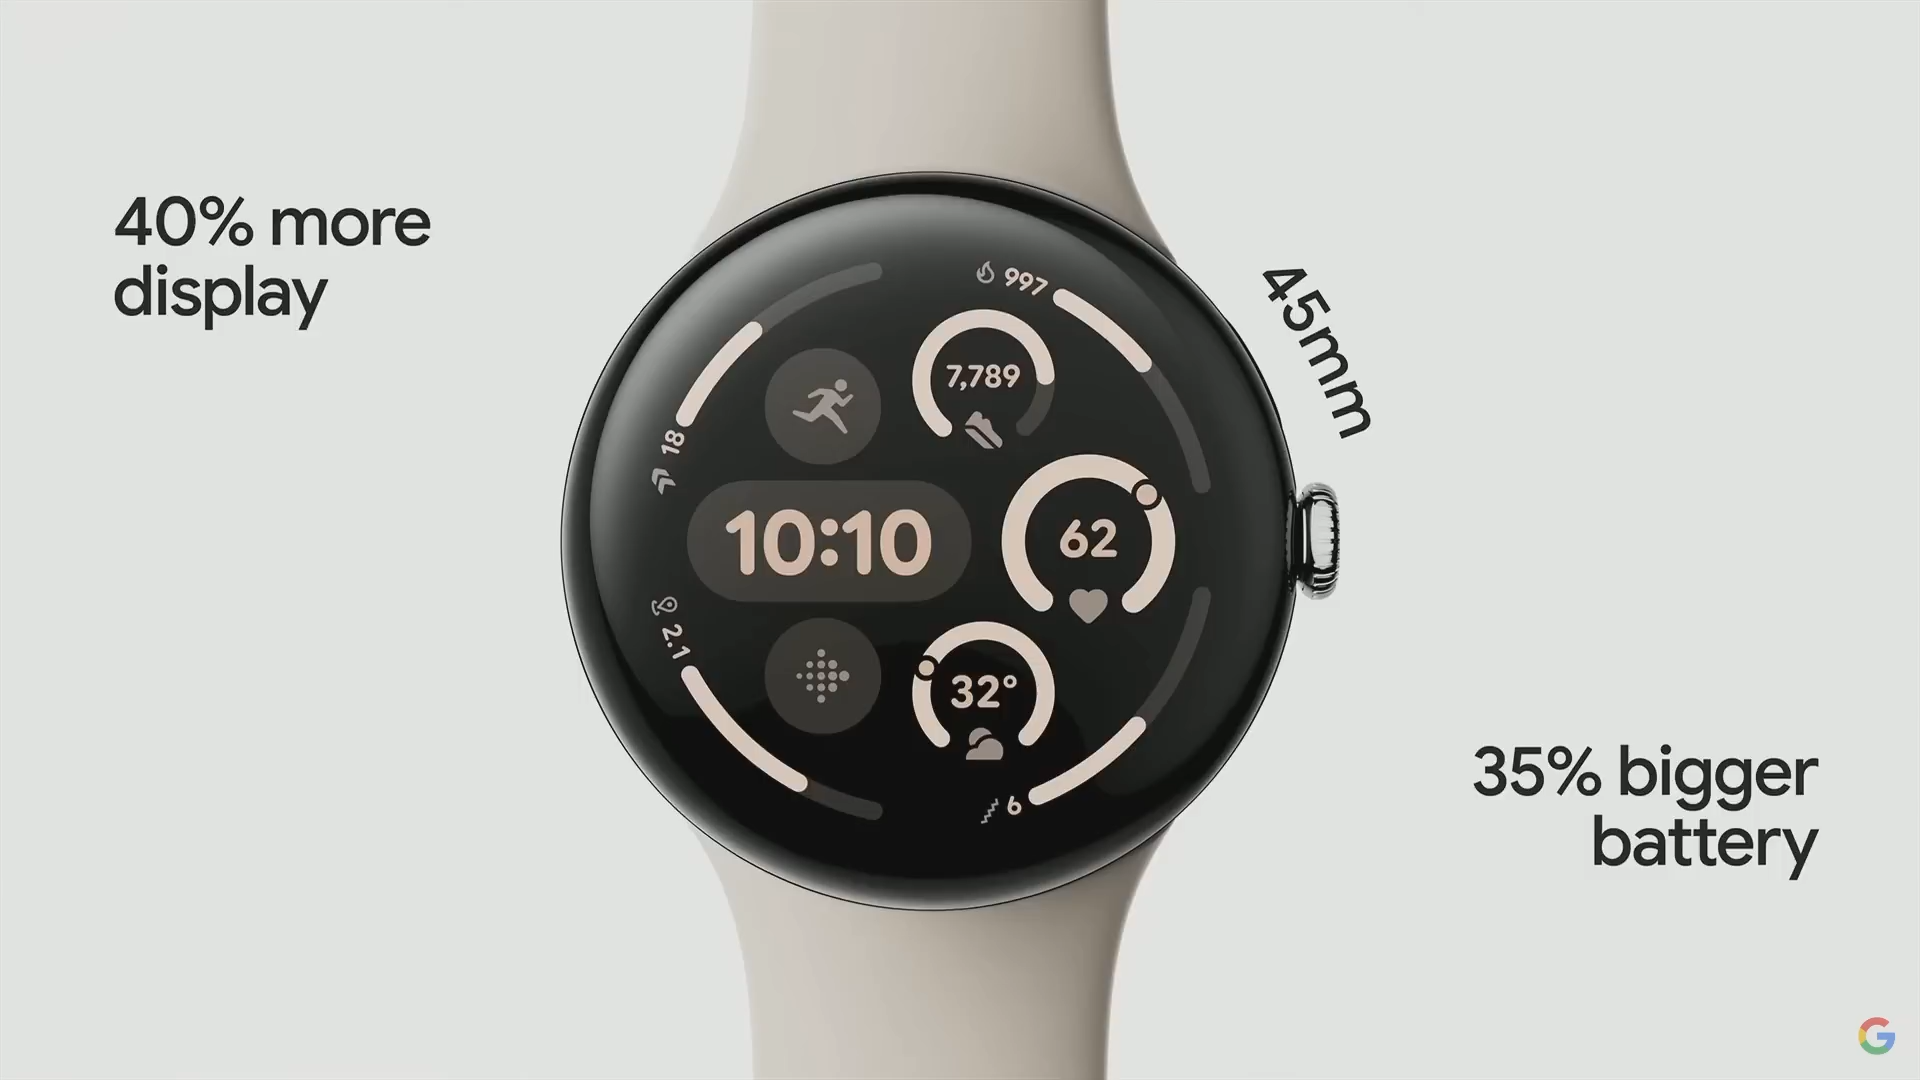 40% more
display
45mm
997
7,789
18
10:10
62
2.1
32°
6
35% bigger
battery
G